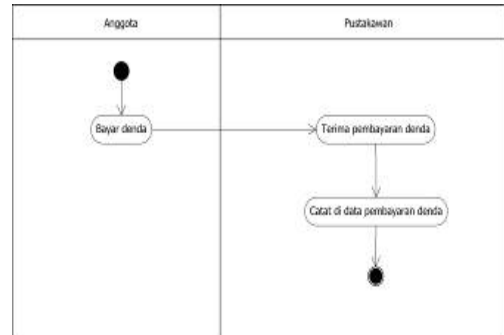 Anggota
Pustakawan
Bayar denda
Terima pembayaran denda
Catat di data pembayaran denda